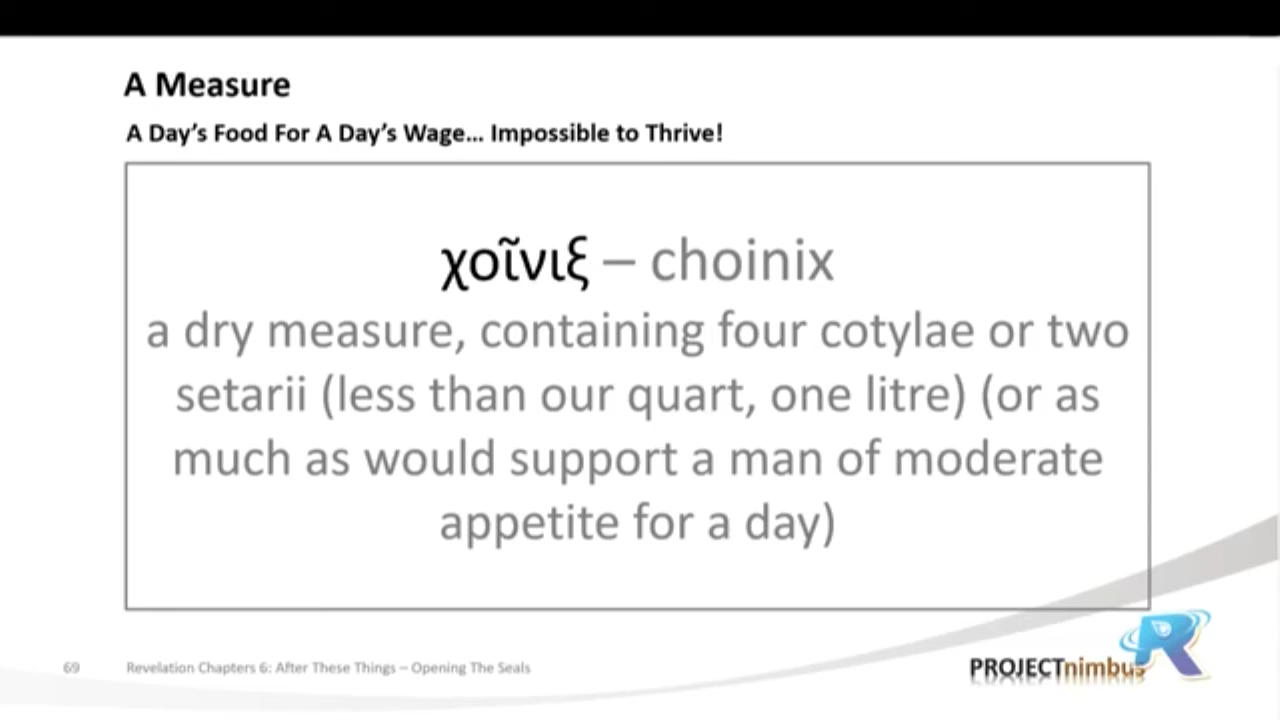 A Measure
A Day's Food For A Day's Wage... Impossible to Thrive!
χοῖνιξ – choinix
a dry measure, containing four cotylae or two
setarii (less than our quart, one litre) (or as
much as would support a man of moderate
appetite for a day)
69 Revelation Chapters 6: After These Things – Opening The Seals
PROJECTnimbus
R